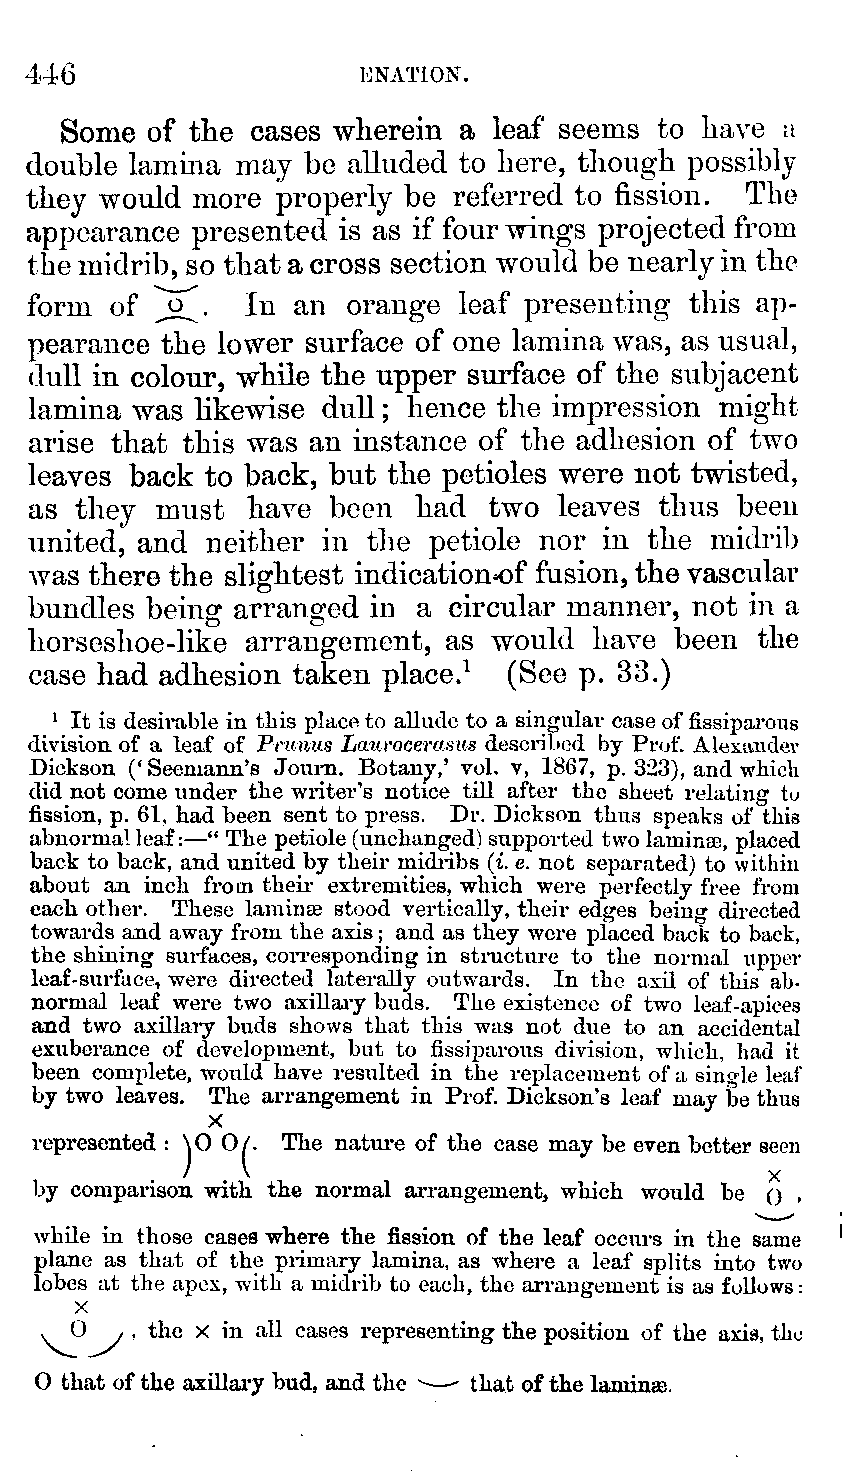 446 ENATION.
Some of the cases wherein a leaf seems to have a
double lamina may be alluded to here, though possibly
they would more properly be referred to fission. The
appearance presented is as if four wings projected from
the midrib, so that a cross section would be nearly in the
form of O. In an orange leaf presenting this ap-
pearance the lower surface of one lamina was, as usual,
dull in colour, while the upper surface of the subjacent
lamina was likewise dull; hence the impression might
arise that this was an instance of the adhesion of two
leaves back to back, but the petioles were not twisted,
as they must have been had two leaves thus been
united, and neither in the petiole nor in the midrib
was there the slightest indication of fusion, the vascular
bundles being arranged in a circular manner, not in a
horseshoe-like arrangement, as would have been the
case had adhesion taken place.¹ (See p. 33.)
¹ It is desirable in this place to allude to a singular case of fissiparous
division of a leaf of Prunus Laurocerasus described by Prof. Alexander
Dickson (‘Seemann's Journ. Botany,’ vol. v, 1867, p. 323), and which
did not come under the writer's notice till after the sheet relating to
fission, p. 61, had been sent to press. Dr. Dickson thus speaks of this
abnormal leaf:—“ The petiole (unchanged) supported two laminæ, placed
back to back, and united by their midribs (i. e. not separated) to within
about an inch from their extremities, which were perfectly free from
each other. These laminæ stood vertically, their edges being directed
towards and away from the axis; and as they were placed back to back,
the shining surfaces, corresponding in structure to the normal upper
leaf-surface, were directed laterally outwards. In the axil of this ab-
normal leaf were two axillary buds. The existence of two leaf-apices
and two axillary buds shows that this was not due to an accidental
exuberance of development, but to fissiparous division, which, had it
been complete, would have resulted in the replacement of a single leaf
by two leaves. The arrangement in Prof. Dickson's leaf may be thus
×
represented : )O O(. The nature of the case may be even better seen
×
by comparison with the normal arrangement, which would be O ,
while in those cases where the fission of the leaf occurs in the same
plane as that of the primary lamina, as where a leaf splits into two
lobes at the apex, with a midrib to each, the arrangement is as follows:
×
O , the × in all cases representing the position of the axis, the
O that of the axillary bud, and the ⏝ that of the laminæ.